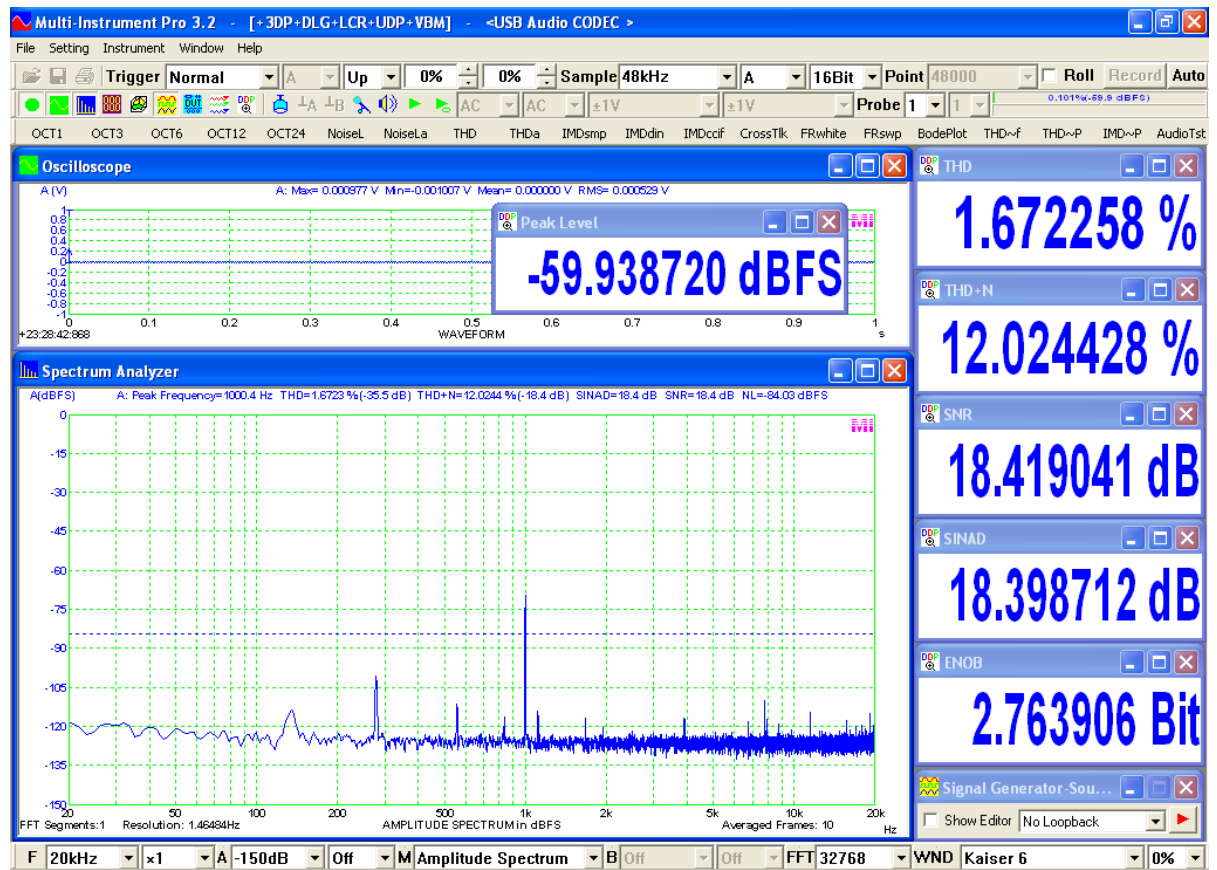 Multi-Instrument Pro 3.2 - [+3DP+DLG+LCR+UDP+VBM] - <USB Audio CODEC >
File Setting Instrument Window Help
Trigger Normal A Up 0% 0% Sample 48kHz A 16Bit Point 48000 Roll Record Auto
DUT DDP A B AC AC ±1V ±1V Probe 1 1 0.101%(-59.9 dBFS)
OCT1 OCT3 OCT6 OCT12 OCT24 NoiseL NoiseLa THD THDa IMDsmp IMDdin IMDccif CrossTlk FRwhite FRswp BodePlot THD~f THD~P IMD~P AudioTst
Oscilloscope
A (V)
A: Max= 0.000977 V Min=-0.001007 V Mean= 0.000000 V RMS= 0.000529 V
MI
1
0.8
0.6
0.4
0.2
0
-0.2
-0.4
-0.6
-0.8
-1
0 0.1 0.2 0.3 0.4 0.5 0.6 0.7 0.8 0.9 1
+23:28:42:868 WAVEFORM s
DDP Peak Level
-59.938720 dBFS
Spectrum Analyzer
A(dBFS)
A: Peak Frequency=1000.4 Hz THD=1.6723 %(-35.5 dB) THD+N=12.0244 %(-18.4 dB) SINAD=18.4 dB SNR=18.4 dB NL=-84.03 dBFS
MI
0
-15
-30
-45
-60
-75
-90
-105
-120
-135
-150
20 50 100 200 500 1k 2k 5k 10k 20k
FFT Segments:1 Resolution: 1.46484Hz AMPLITUDE SPECTRUM in dBFS Averaged Frames: 10 Hz
DDP THD
1.672258 %
DDP THD+N
12.024428 %
DDP SNR
18.419041 dB
DDP SINAD
18.398712 dB
DDP ENOB
2.763906 Bit
Signal Generator-Sou...
Show Editor No Loopback
F 20kHz ×1 A -150dB Off M Amplitude Spectrum B Off Off FFT 32768 WND Kaiser 6 0%